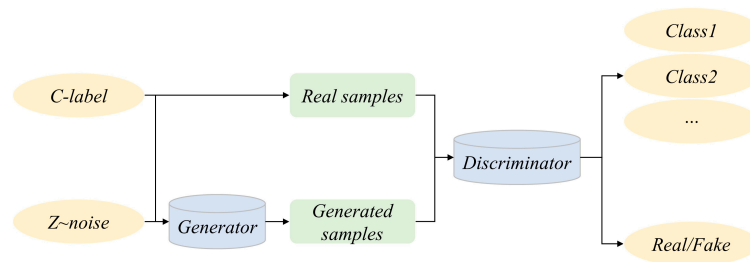 Class1
C-label
Real samples
Class2
...
Discriminator
Z~noise
Generator
Generated
samples
Real/Fake